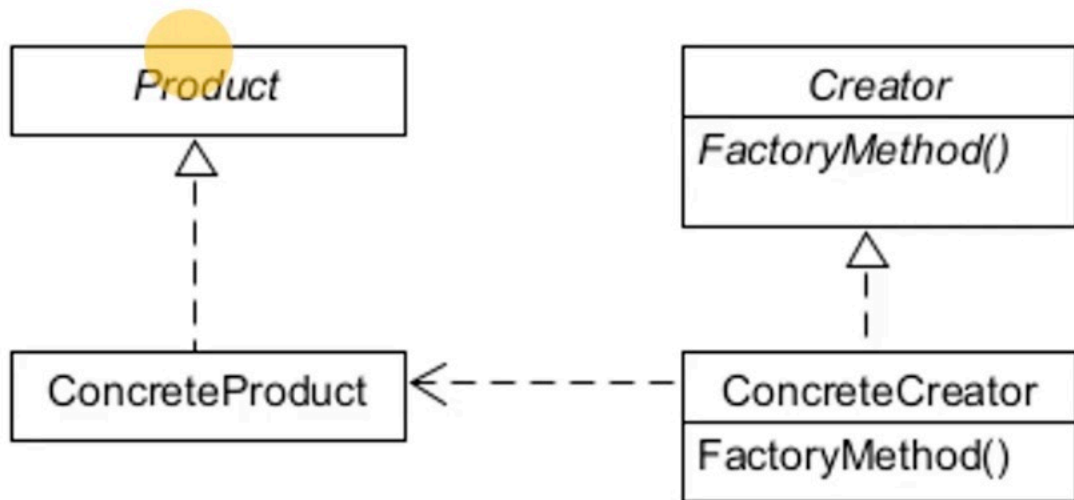 Product
Creator
FactoryMethod()
ConcreteProduct
ConcreteCreator
FactoryMethod()